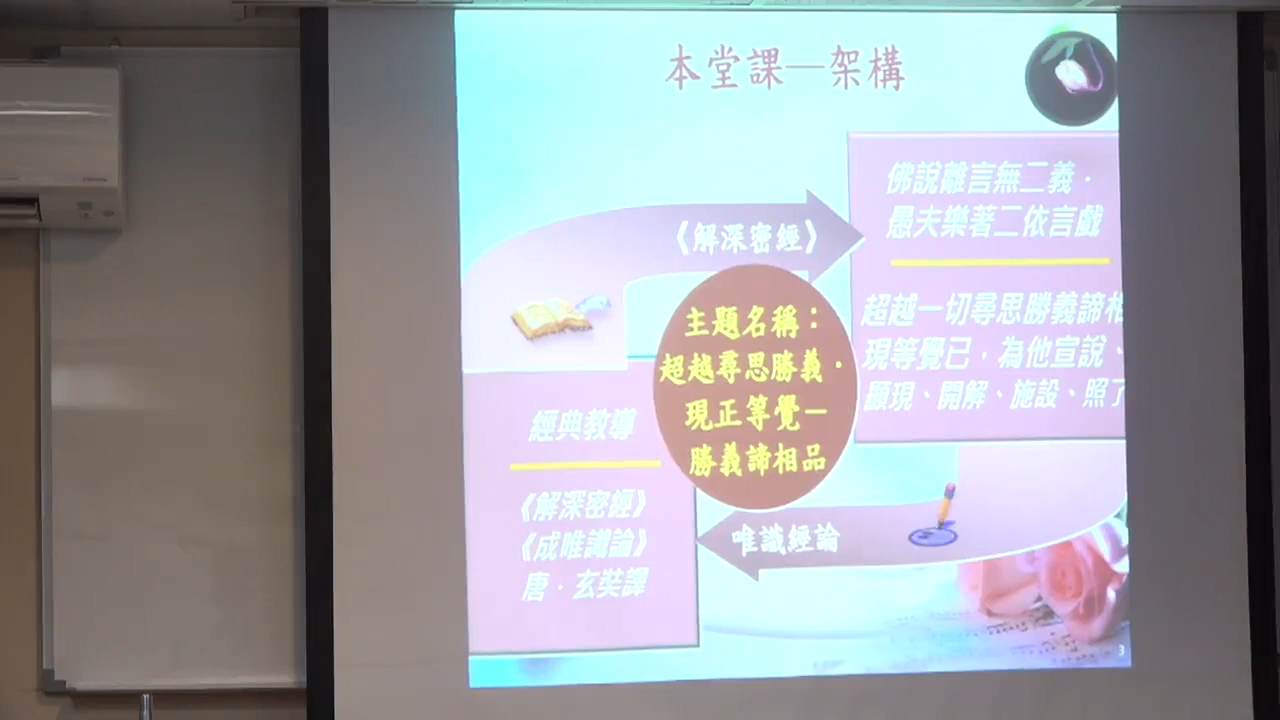 本堂課—架構
佛說離言無二義．
愚夫樂著二依言戲
《解深密經》
超越一切尋思勝義諦相
現等覺已，為他宣說、
顯現、開解、施設、照了
主題名稱：
超越尋思勝義．
現正等覺—
勝義諦相品
經典教導
《解深密經》
《成唯識論》
唐．玄奘譯
唯識經論
3